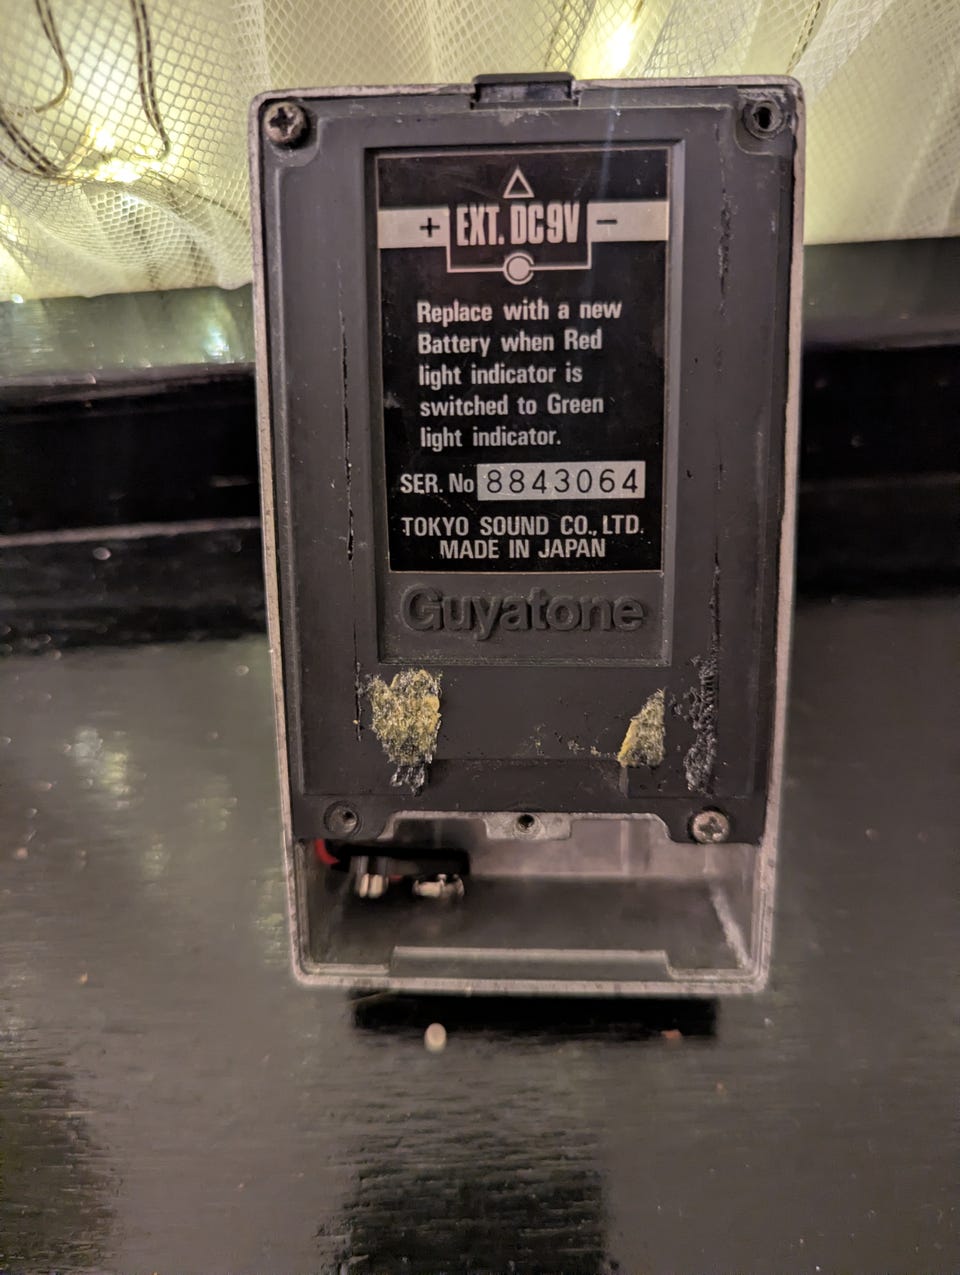 + EXT. DC9V −
Replace with a new
Battery when Red
light indicator is
switched to Green
light indicator.
SER. No 8843064
TOKYO SOUND CO., LTD.
MADE IN JAPAN
Guyatone